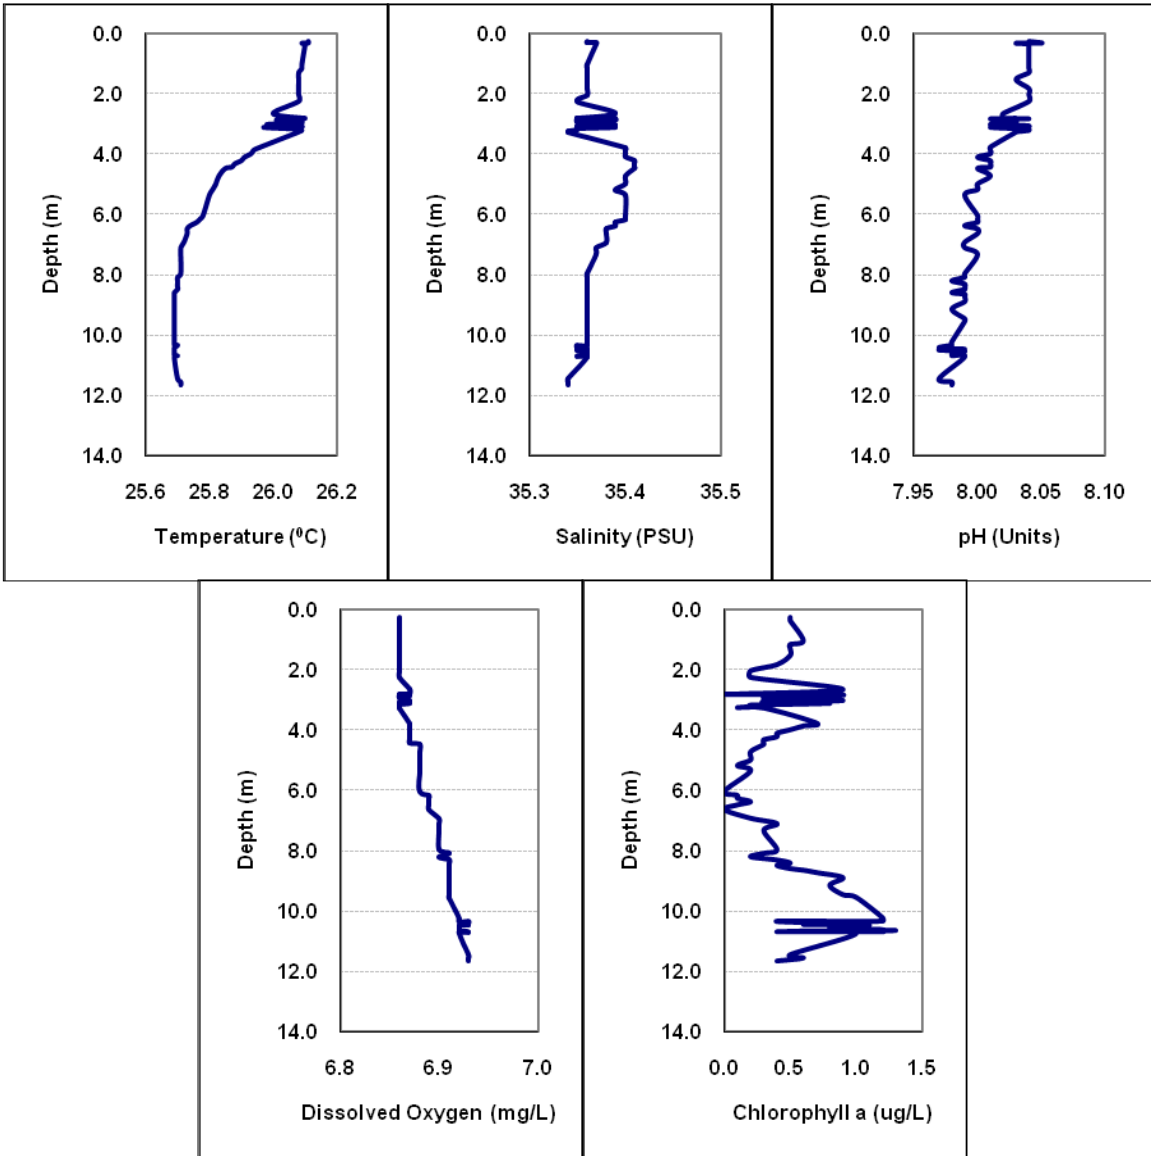 0.0
2.0
4.0
6.0
8.0
10.0
12.0
14.0
Depth (m)
25.6 25.8 26.0 26.2
Temperature (⁰C)
0.0
2.0
4.0
6.0
8.0
10.0
12.0
14.0
Depth (m)
35.3 35.4 35.5
Salinity (PSU)
0.0
2.0
4.0
6.0
8.0
10.0
12.0
14.0
Depth (m)
7.95 8.00 8.05 8.10
pH (Units)
0.0
2.0
4.0
6.0
8.0
10.0
12.0
14.0
Depth (m)
6.8 6.9 7.0
Dissolved Oxygen (mg/L)
0.0
2.0
4.0
6.0
8.0
10.0
12.0
14.0
Depth (m)
0.0 0.5 1.0 1.5
Chlorophyll a (ug/L)